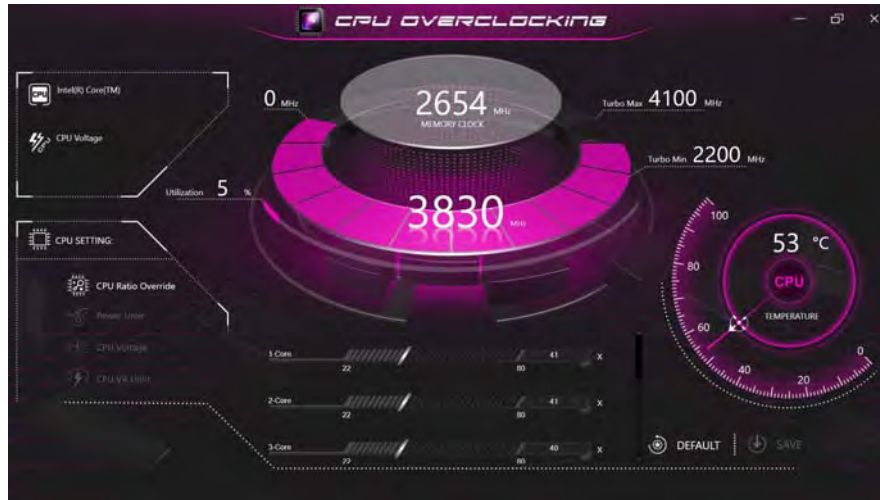 CPU OVERCLOCKING
Intel(R) Core(TM)
CPU Voltage
0 MHz
2654 MHz
MEMORY CLOCK
Turbo Max 4100 MHz
Turbo Min 2200 MHz
Utilization 5 %
3830 MHz
CPU SETTING:
CPU Ratio Override
Power Limit
CPU Voltage
CPU VR Limit
1-Core 41 X
22 80
2-Core 41 X
22 80
3-Core 40 X
22 80
100
80
60
40
20
0
53 °C
CPU
TEMPERATURE
DEFAULT
SAVE